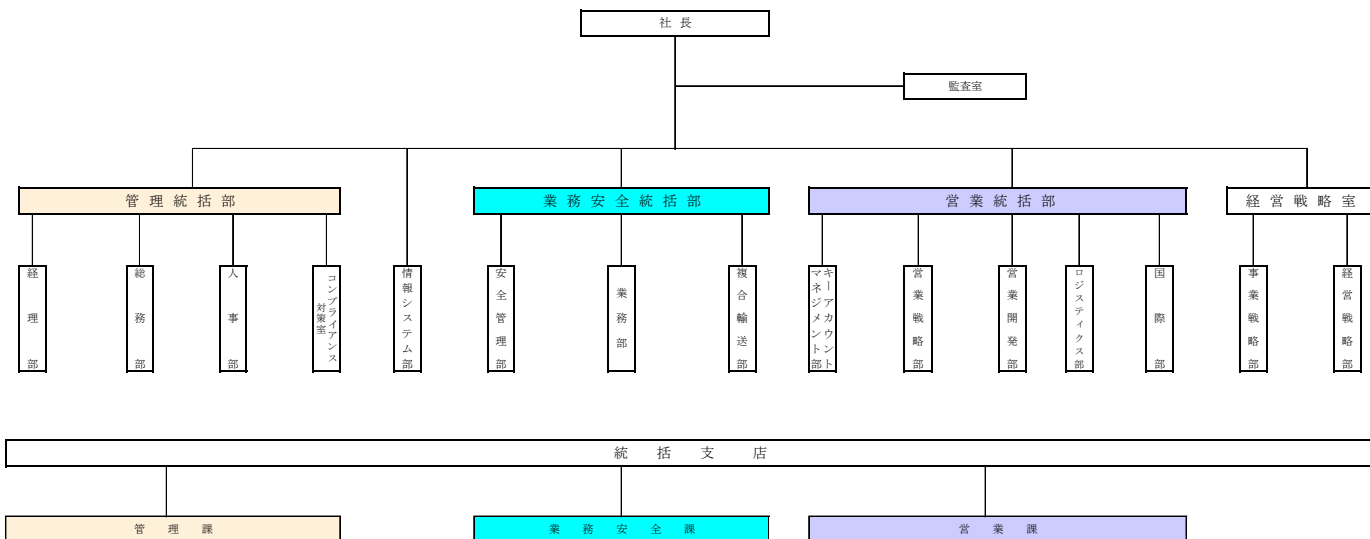 社長
監査室
管理統括部
業務安全統括部
営業統括部
経営戦略室
経理部
総務部
人事部
コンプライアンス
対策室
情報システム部
安全管理部
業務部
複合輸送部
キーアカウント
マネジメント部
営業戦略部
営業開発部
ロジスティクス部
国際部
事業戦略部
経営戦略部
統括支店
管理課
業務安全課
営業課